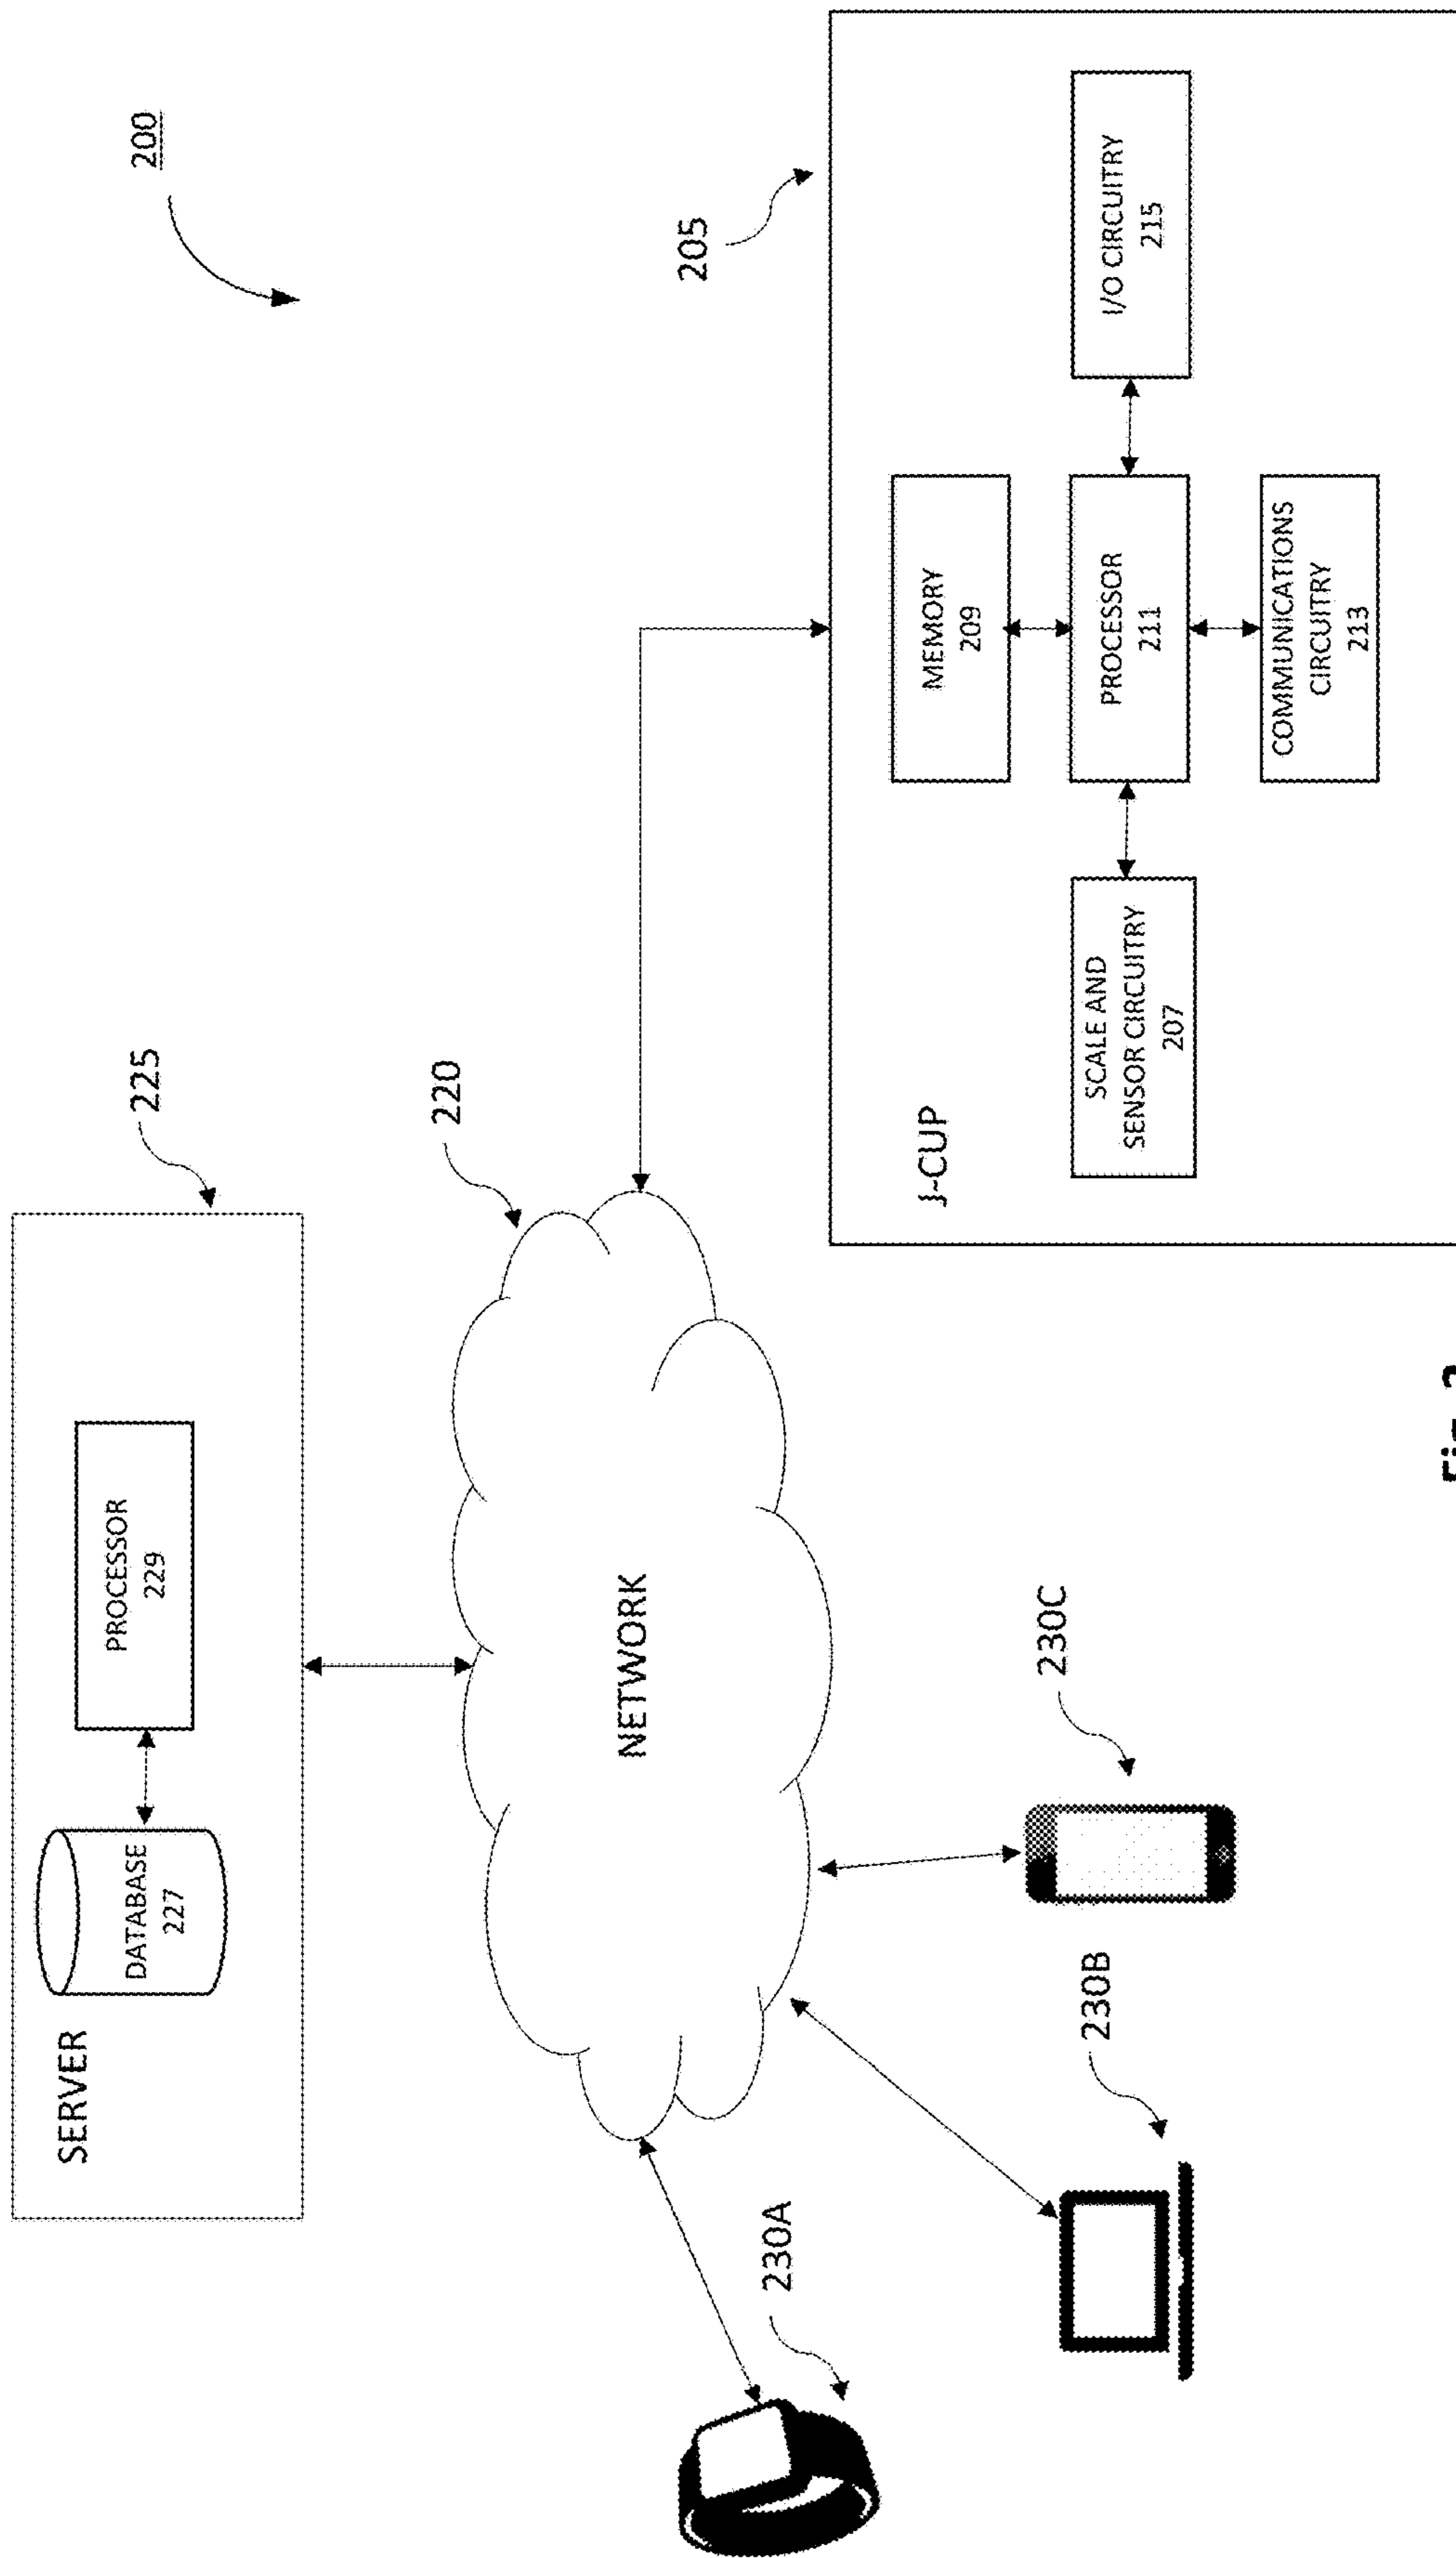 200
SERVER
225
DATABASE
227
PROCESSOR
229
220
NETWORK
205
230A
230B
230C
J-CUP
MEMORY
209
SCALE AND
SENSOR CIRCUITRY
207
PROCESSOR
211
I/O CIRCUITRY
215
COMMUNICATIONS
CIRCUITRY
213
Fig.